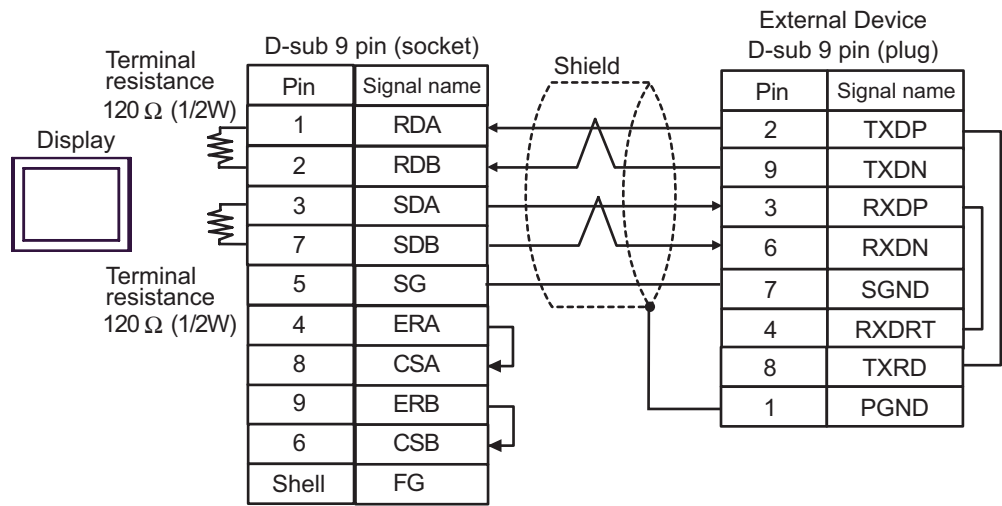 External Device
D-sub 9 pin (socket)
D-sub 9 pin (plug)
Terminal
resistance
120 Ω (1/2W)
Shield
Display
Pin Signal name
1 RDA
2 RDB
3 SDA
7 SDB
5 SG
4 ERA
8 CSA
9 ERB
6 CSB
Shell FG
Terminal
resistance
120 Ω (1/2W)
Pin Signal name
2 TXDP
9 TXDN
3 RXDP
6 RXDN
7 SGND
4 RXDRT
8 TXRD
1 PGND